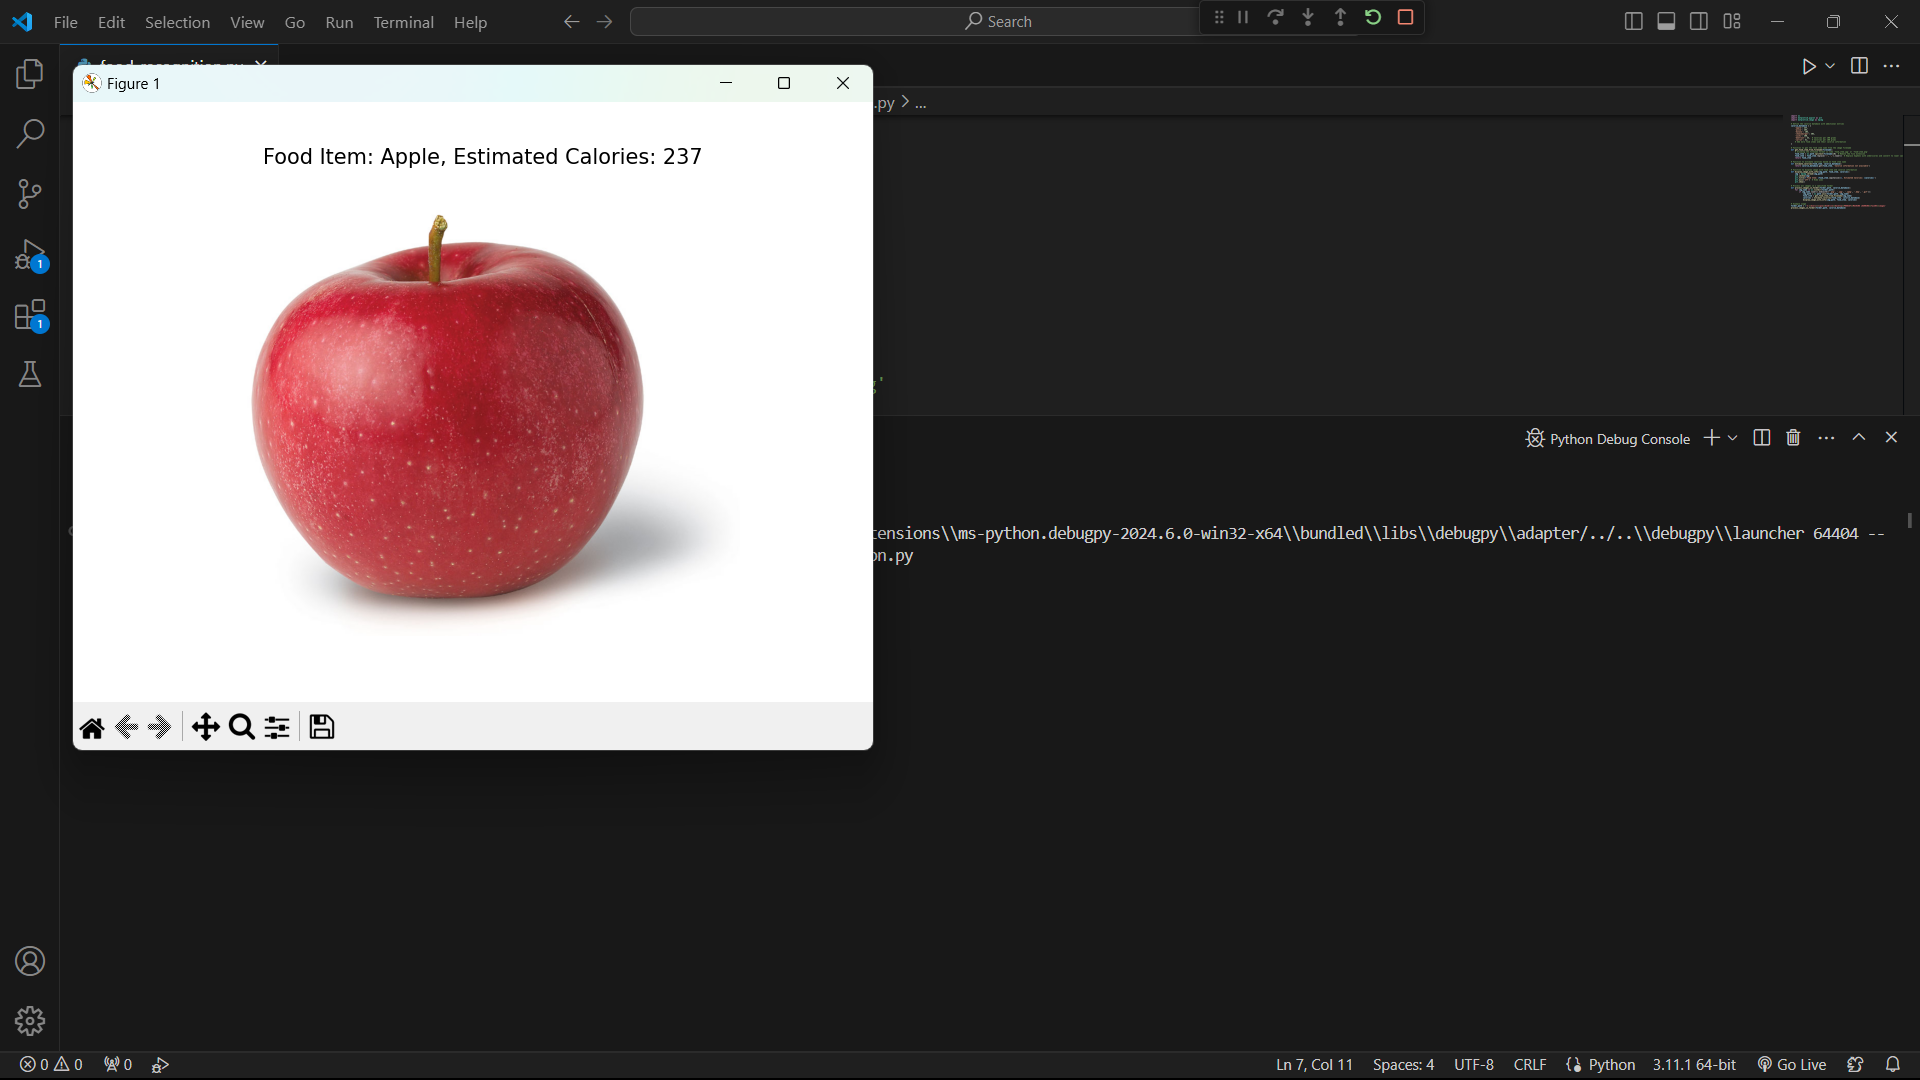 File Edit Selection View Go Run Terminal Help
Search
Figure 1
.py > ...
Food Item: Apple, Estimated Calories: 237
1
1
Python Debug Console
tensions\\ms-python.debugpy-2024.6.0-win32-x64\\bundled\\libs\\debugpy\\adapter/../..\\debugpy\\launcher 64404 --
on.py
0 0 0
Ln 7, Col 11 Spaces: 4 UTF-8 CRLF Python 3.11.1 64-bit Go Live